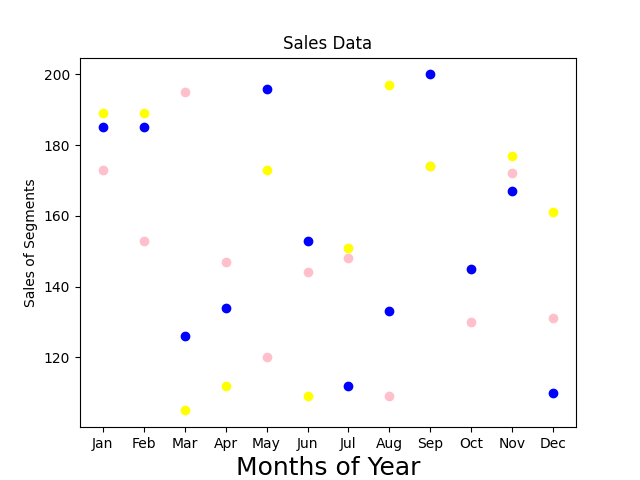 Sales Data
Sales of Segments
200
180
160
140
120
Jan Feb Mar Apr May Jun Jul Aug Sep Oct Nov Dec
Months of Year